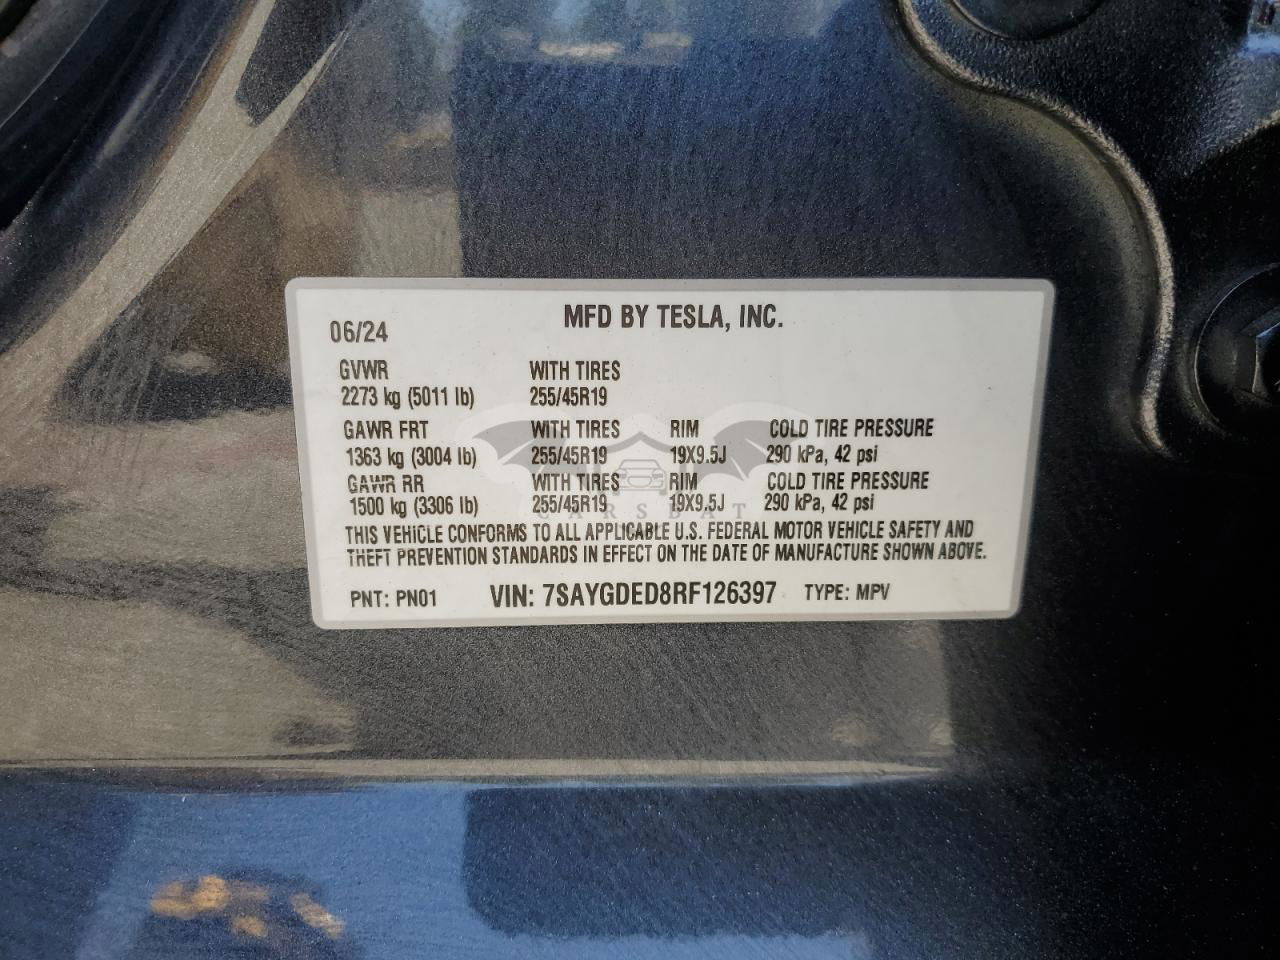 MFD BY TESLA, INC.
06/24
GVWR WITH TIRES
2273 kg (5011 lb) 255/45R19
GAWR FRT WITH TIRES RIM COLD TIRE PRESSURE
1363 kg (3004 lb) 255/45R19 19X9.5J 290 kPa, 42 psi
GAWR RR WITH TIRES RIM COLD TIRE PRESSURE
1500 kg (3306 lb) 255/45R19 19X9.5J 290 kPa, 42 psi
CARSBAT
THIS VEHICLE CONFORMS TO ALL APPLICABLE U.S. FEDERAL MOTOR VEHICLE SAFETY AND
THEFT PREVENTION STANDARDS IN EFFECT ON THE DATE OF MANUFACTURE SHOWN ABOVE.
PNT: PN01 VIN: 7SAYGDED8RF126397 TYPE: MPV